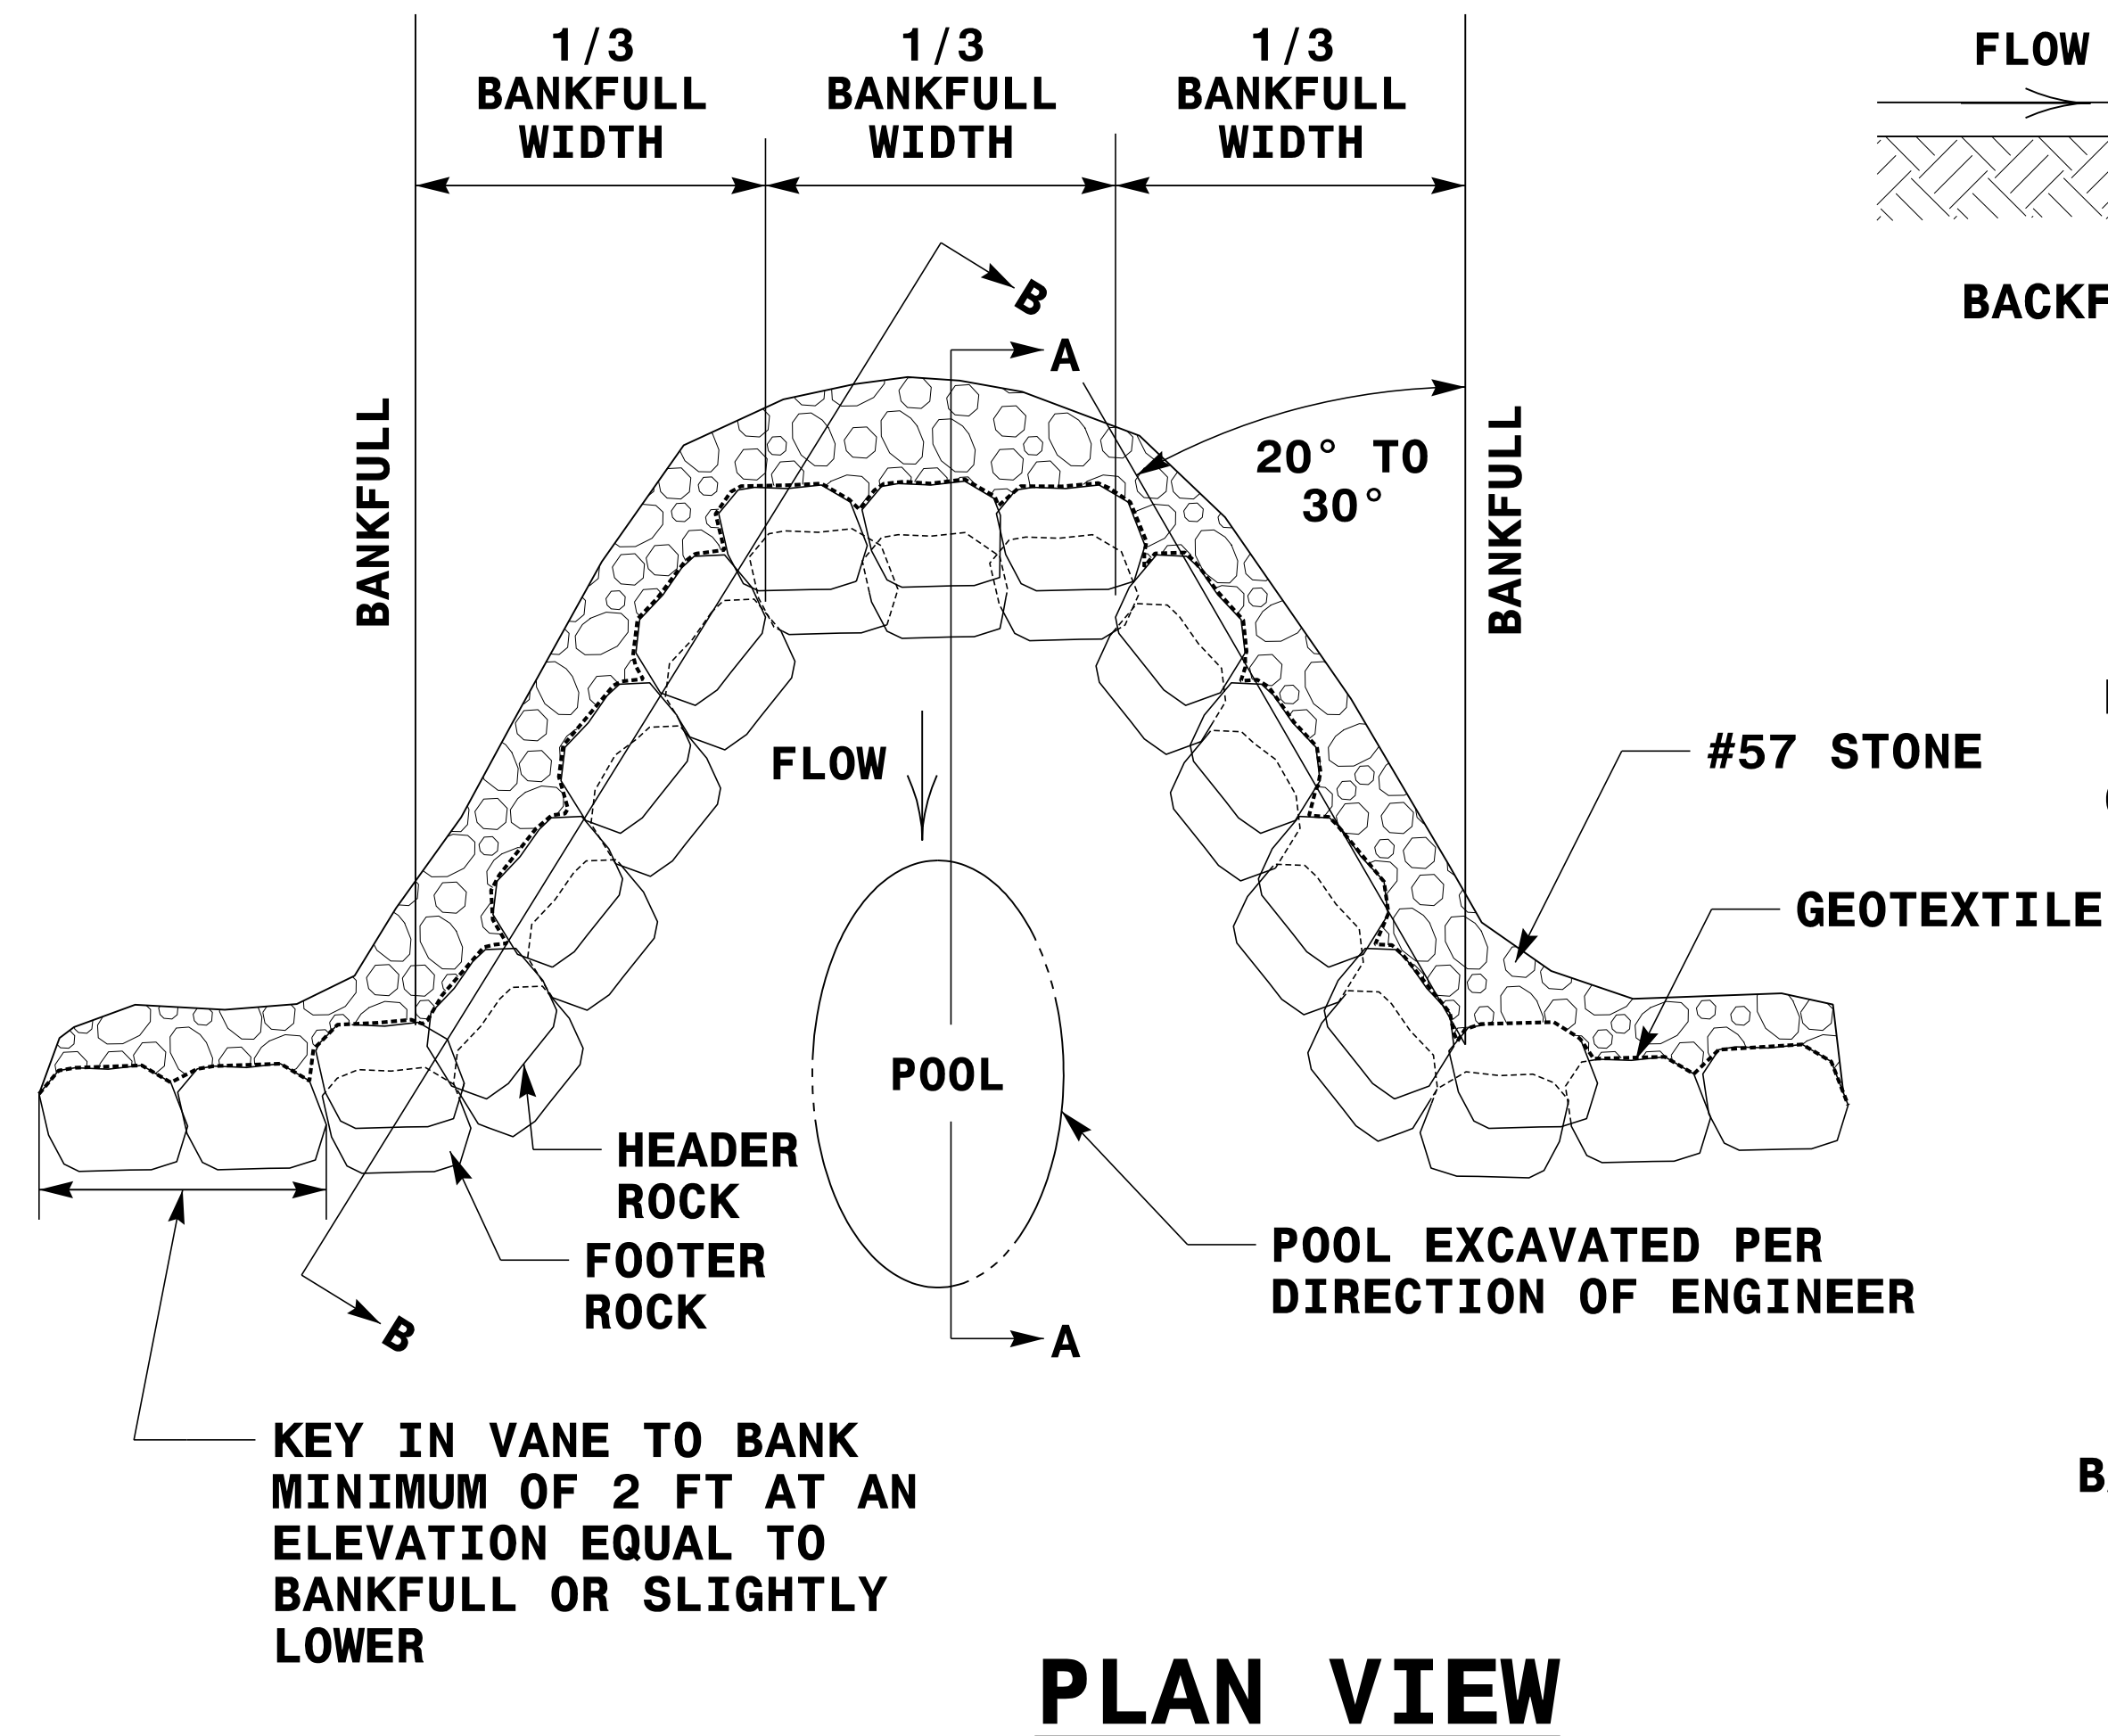 1/3
BANKFULL
WIDTH
1/3
BANKFULL
WIDTH
1/3
BANKFULL
WIDTH
FLOW
B
A
BACKF
BANKFULL
20° TO
30°
BANKFULL
FLOW
#57 STONE
GEOTEXTILE
POOL
HEADER
ROCK
FOOTER
ROCK
POOL EXCAVATED PER
DIRECTION OF ENGINEER
B
A
KEY IN VANE TO BANK
MINIMUM OF 2 FT AT AN
ELEVATION EQUAL TO
BANKFULL OR SLIGHTLY
LOWER
PLAN VIEW